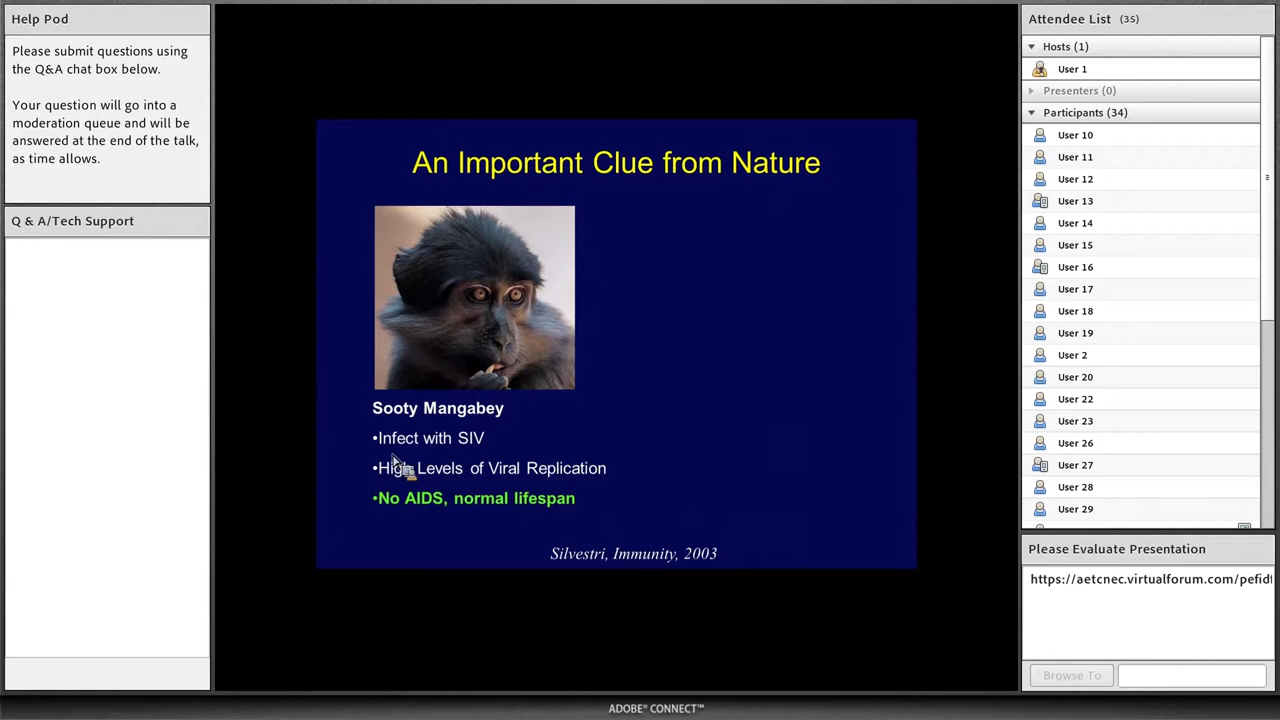 Help Pod
Please submit questions using
the Q&A chat box below.
Your question will go into a
moderation queue and will be
answered at the end of the talk,
as time allows.
Q & A/Tech Support
An Important Clue from Nature
Sooty Mangabey
•Infect with SIV
•High Levels of Viral Replication
•No AIDS, normal lifespan
Silvestri, Immunity, 2003
Attendee List (35)
Hosts (1)
User 1
Presenters (0)
Participants (34)
User 10
User 11
User 12
User 13
User 14
User 15
User 16
User 17
User 18
User 19
User 2
User 20
User 22
User 23
User 26
User 27
User 28
User 29
Please Evaluate Presentation
https://aetcnec.virtualforum.com/pefidt
Browse To
ADOBE® CONNECT™